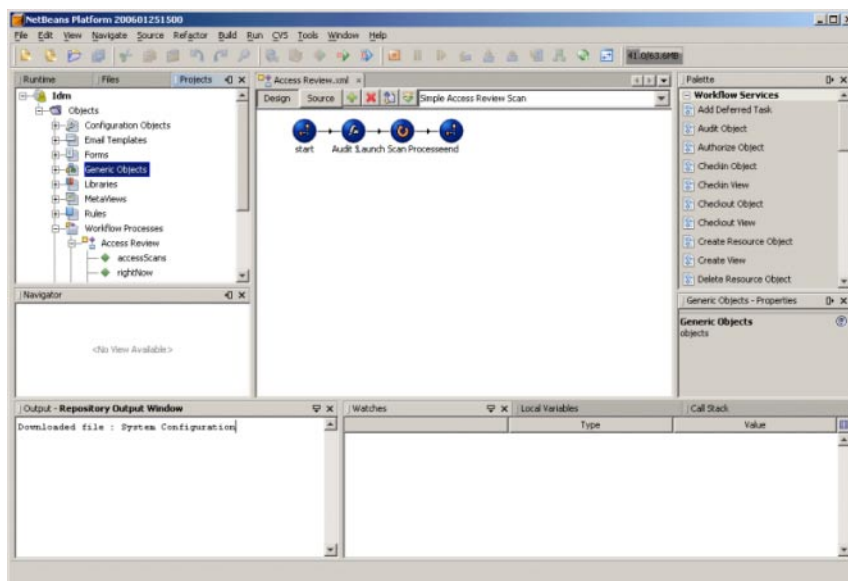 NetBeans Platform 200601251500
File Edit View Navigate Source Refactor Build Run CVS Tools Window Help
41.0/63.6MB
Runtime Files Projects
Idm
Objects
Configuration Objects
Email Templates
Forms
Generic Objects
Libraries
MetaViews
Rules
Workflow Processes
Access Review
accessScans
rightNow
Access Review.xml
Design Source Simple Access Review Scan
start Audit Launch Scan Processeend
Palette
Workflow Services
Add Deferred Task
Audit Object
Authorize Object
Checkin Object
Checkin View
Checkout Object
Checkout View
Create Resource Object
Create View
Delete Resource Object
Navigator
<No View Available>
Generic Objects - Properties
Generic Objects
objects
Output - Repository Output Window
Downloaded file : System Configuration
Watches Local Variables Call Stack
Type Value